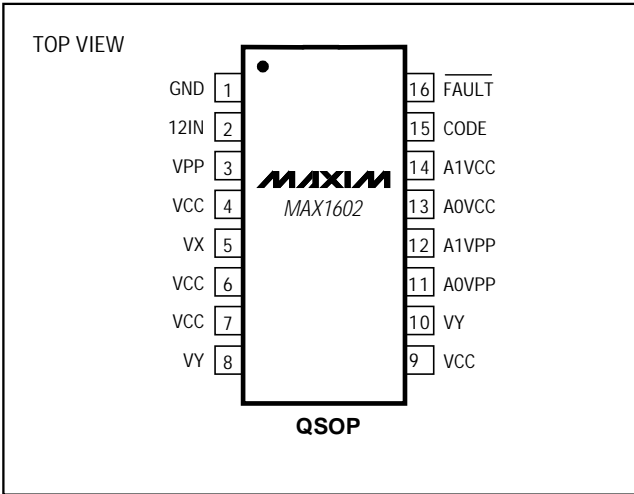 TOP VIEW
GND 1
12IN 2
VPP 3
VCC 4
VX 5
VCC 6
VCC 7
VY 8
MAXIM
MAX1602
16 FAULT
15 CODE
14 A1VCC
13 A0VCC
12 A1VPP
11 A0VPP
10 VY
9 VCC
QSOP